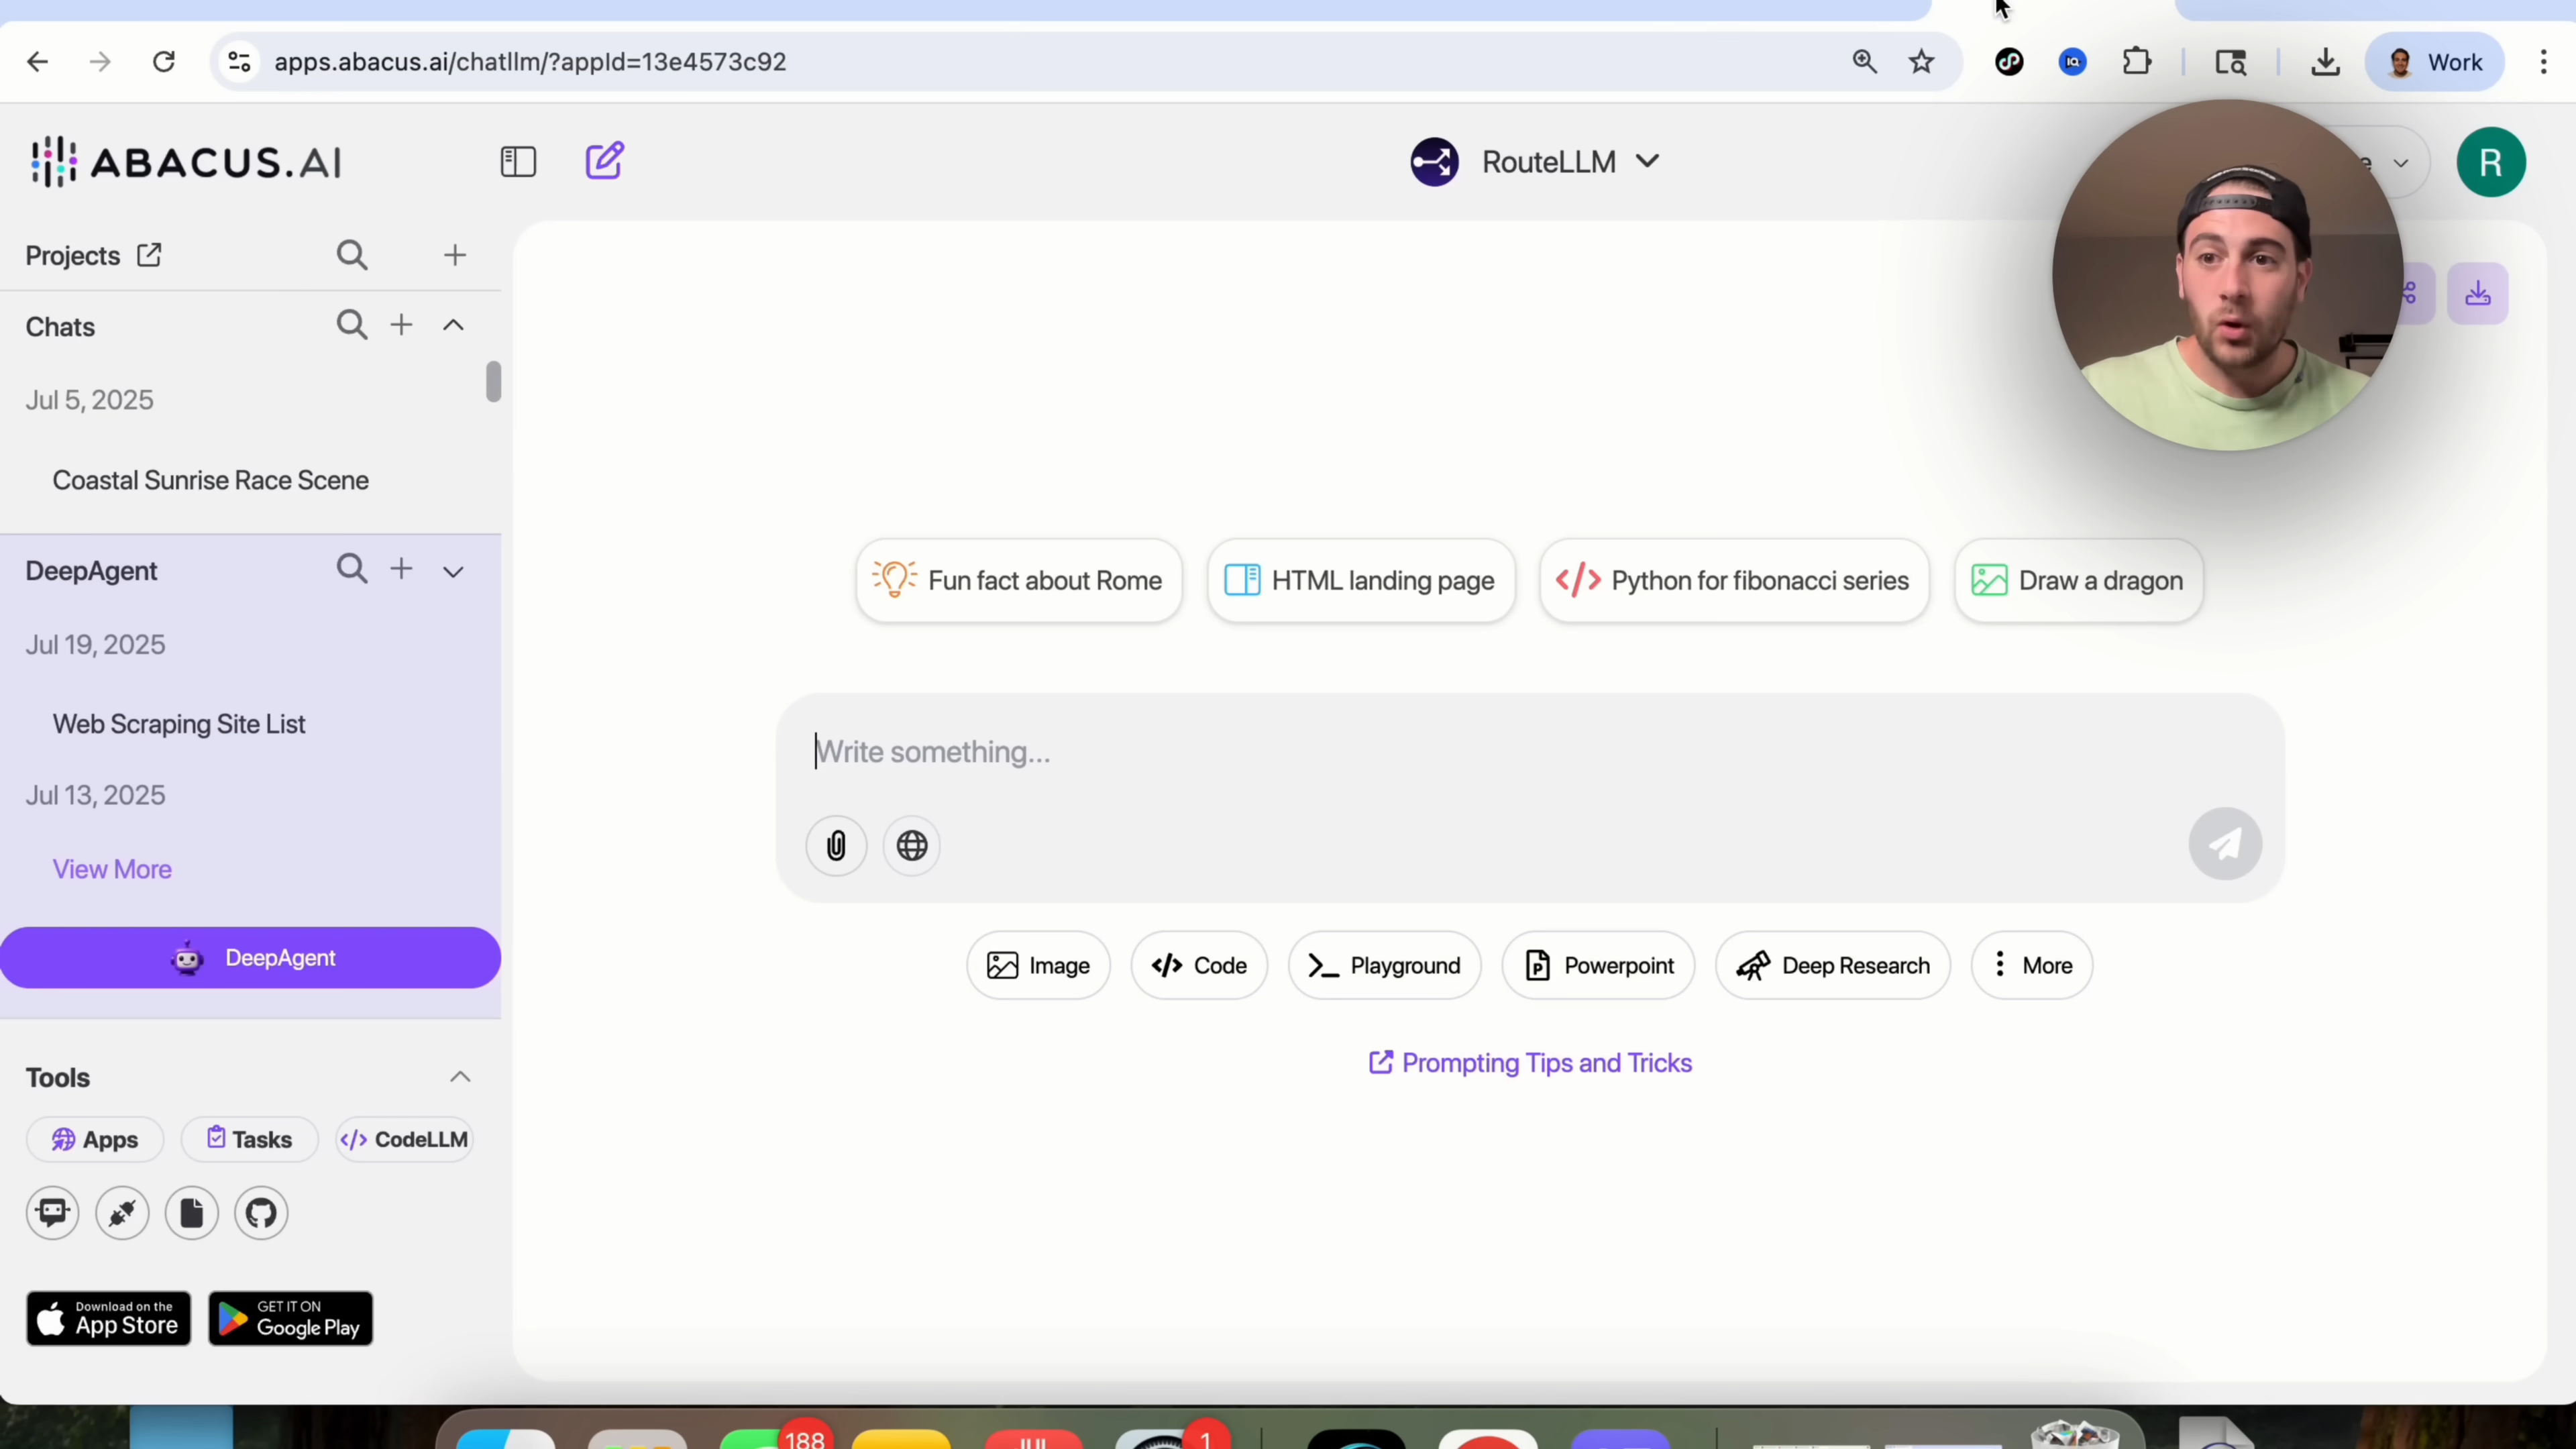 apps.abacus.ai/chatllm/?appId=13e4573c92
Work
ABACUS.AI
RouteLLM
R
Projects
Chats
Jul 5, 2025
Coastal Sunrise Race Scene
DeepAgent
Jul 19, 2025
Web Scraping Site List
Jul 13, 2025
View More
DeepAgent
Tools
Apps
Tasks
CodeLLM
Download on the
App Store
GET IT ON
Google Play
Fun fact about Rome
HTML landing page
Python for fibonacci series
Draw a dragon
Write something...
Image
Code
Playground
Powerpoint
Deep Research
More
Prompting Tips and Tricks
188
1